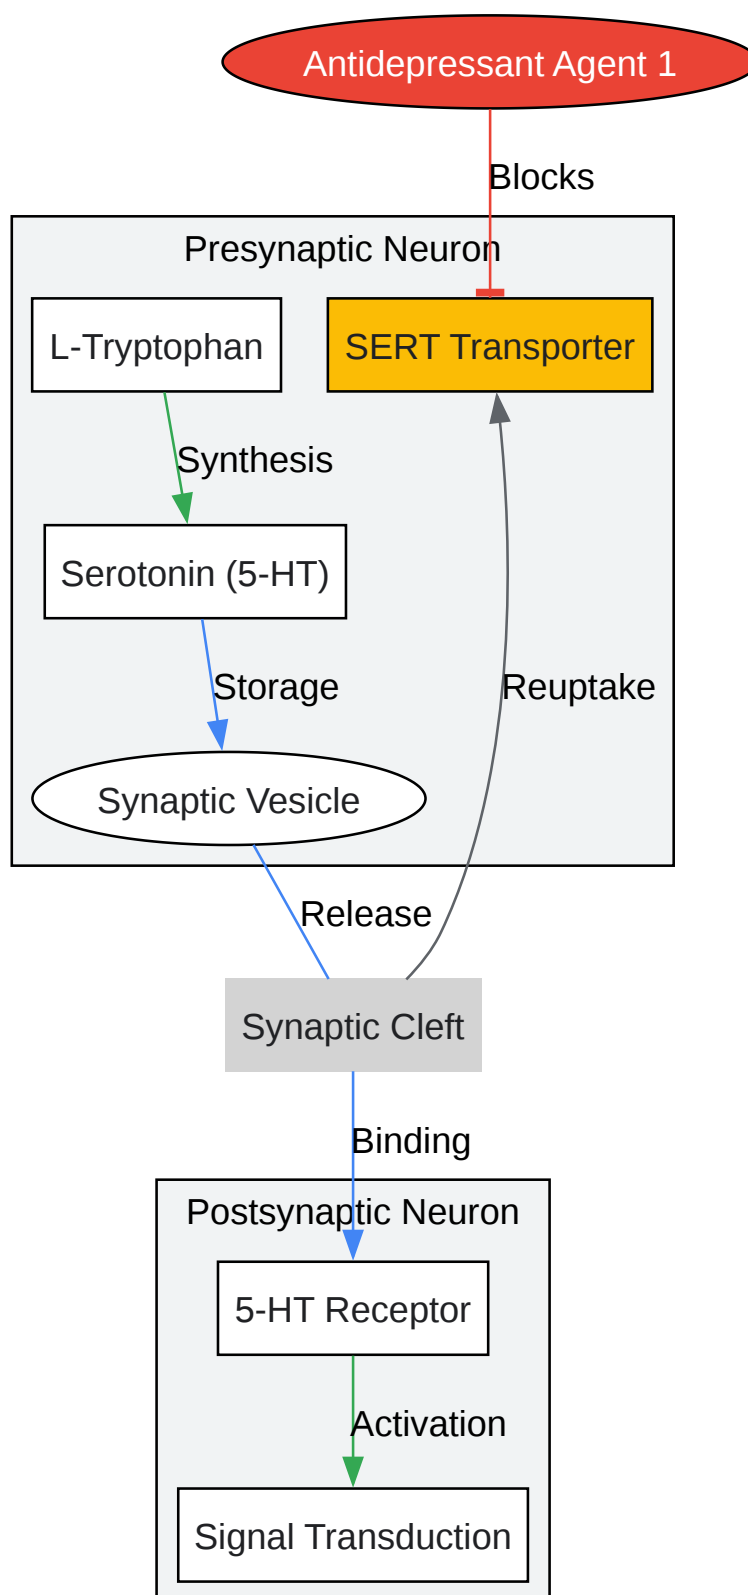 Antidepressant Agent 1
Blocks
Presynaptic Neuron
L-Tryptophan
SERT Transporter
Synthesis
Serotonin (5-HT)
Storage
Reuptake
Synaptic Vesicle
Release
Synaptic Cleft
Binding
Postsynaptic Neuron
5-HT Receptor
Activation
Signal Transduction